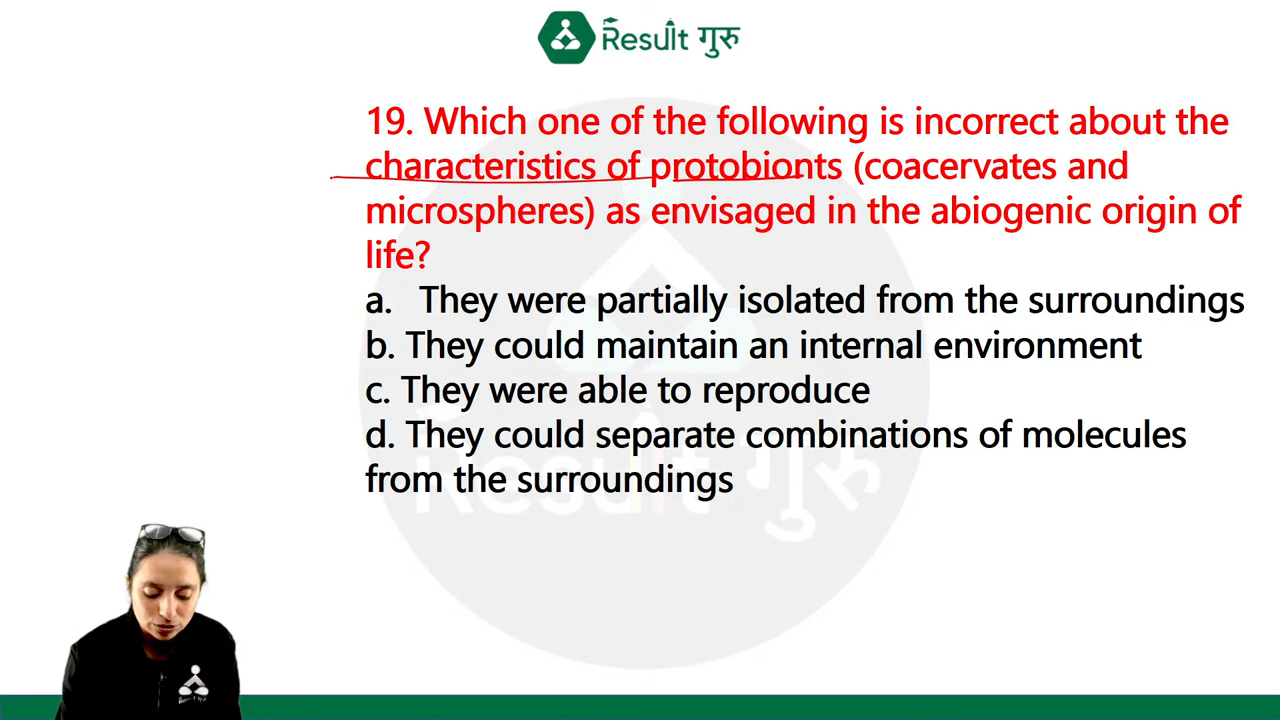 Result गुरु
19. Which one of the following is incorrect about the
characteristics of protobionts (coacervates and
microspheres) as envisaged in the abiogenic origin of
life?
a. They were partially isolated from the surroundings
b. They could maintain an internal environment
c. They were able to reproduce
d. They could separate combinations of molecules
from the surroundings
Result गुरु